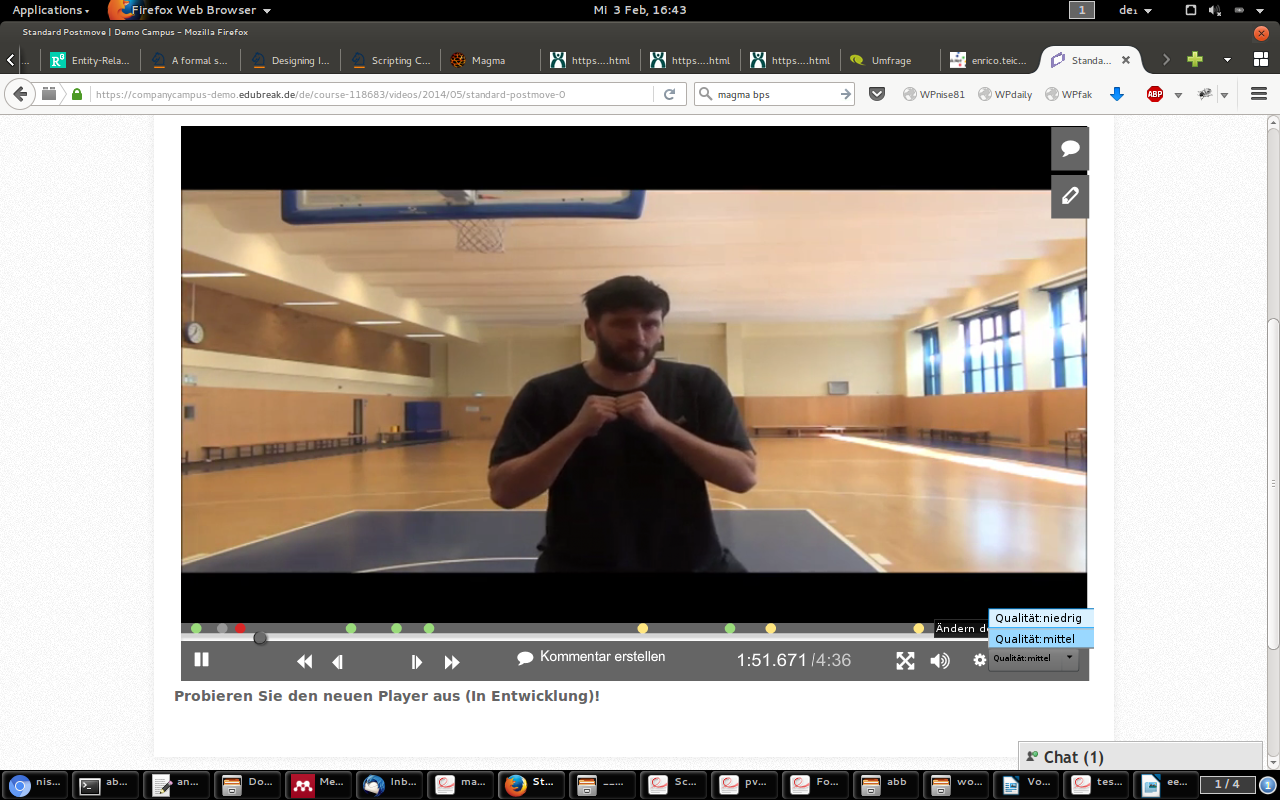 Applications
Firefox Web Browser
Mi 3 Feb, 16:43
1
de₁
Standard Postmove | Demo Campus – Mozilla Firefox
...
Entity-Rela...
A formal s...
Designing I...
Scripting C...
Magma
https....html
https....html
https....html
Umfrage
enrico.teic...
Standa...
https://companycampus-demo.edubreak.de/de/course-118683/videos/2014/05/standard-postmove-0
magma bps
WPnise81
WPdaily
WPfak
ABP
Qualität:niedrig
Ändern de
Qualität:mittel
Kommentar erstellen
1:51.671 /4:36
Qualität:mittel
Probieren Sie den neuen Player aus (In Entwicklung)!
Chat (1)
nis...
ab...
an...
Do...
Me...
Inb...
ma...
St...
__...
Sc...
pv...
Fo...
abb
wo...
Vo...
tes...
ee...
1 / 4
1